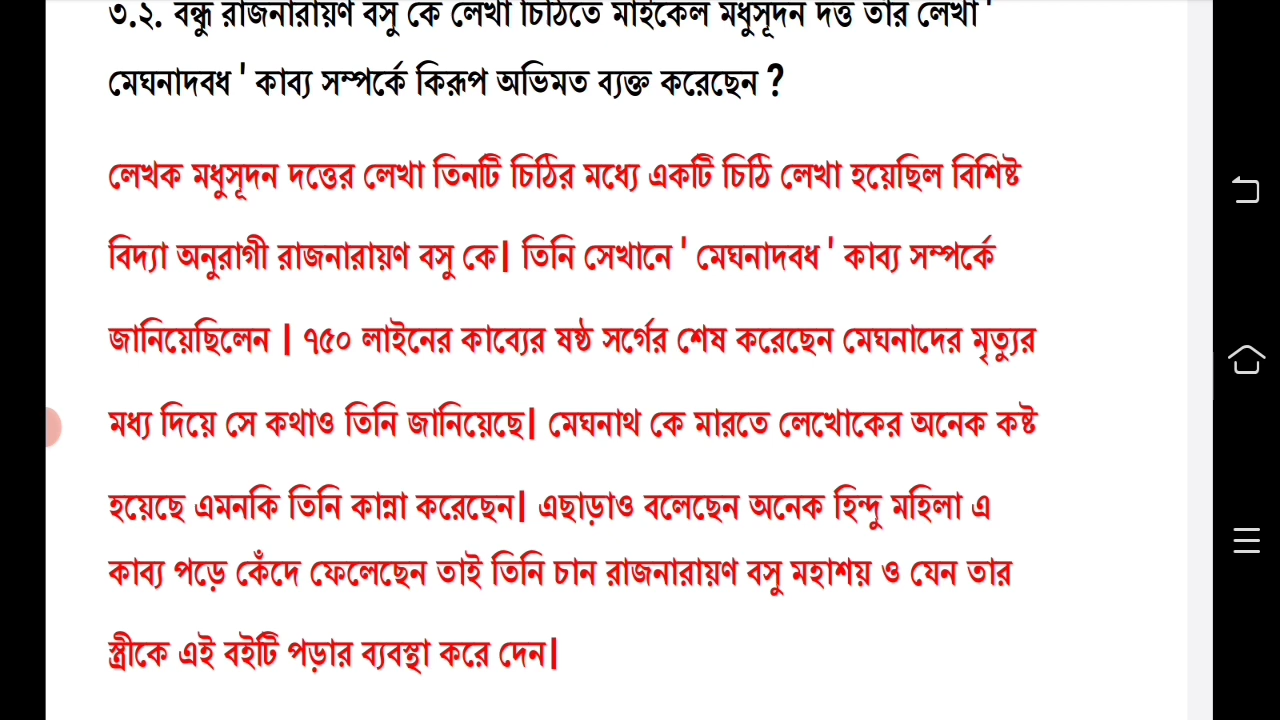 ৩.২. বন্ধু রাজনারায়ণ বসু কে লেখা চিঠিতে মাইকেল মধুসূদন দত্ত তার লেখা '
মেঘনাদবধ ' কাব্য সম্পর্কে কিরূপ অভিমত ব্যক্ত করেছেন ?
লেখক মধুসূদন দত্তের লেখা তিনটি চিঠির মধ্যে একটি চিঠি লেখা হয়েছিল বিশিষ্ট
বিদ্যা অনুরাগী রাজনারায়ণ বসু কে| তিনি সেখানে ' মেঘনাদবধ ' কাব্য সম্পর্কে
জানিয়েছিলেন | ৭৫০ লাইনের কাব্যের ষষ্ঠ সর্গের শেষ করেছেন মেঘনাদের মৃত্যুর
মধ্য দিয়ে সে কথাও তিনি জানিয়েছে| মেঘনাথ কে মারতে লেখোকের অনেক কষ্ট
হয়েছে এমনকি তিনি কান্না করেছেন| এছাড়াও বলেছেন অনেক হিন্দু মহিলা এ
কাব্য পড়ে কেঁদে ফেলেছেন তাই তিনি চান রাজনারায়ণ বসু মহাশয় ও যেন তার
স্ত্রীকে এই বইটি পড়ার ব্যবস্থা করে দেন|